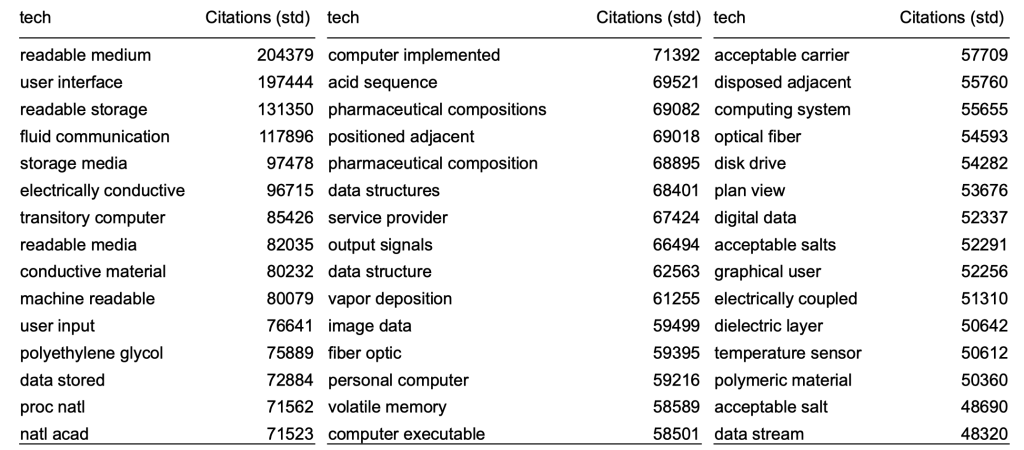 tech Citations (std) tech Citations (std) tech Citations (std)
readable medium 204379 computer implemented 71392 acceptable carrier 57709
user interface 197444 acid sequence 69521 disposed adjacent 55760
readable storage 131350 pharmaceutical compositions 69082 computing system 55655
fluid communication 117896 positioned adjacent 69018 optical fiber 54593
storage media 97478 pharmaceutical composition 68895 disk drive 54282
electrically conductive 96715 data structures 68401 plan view 53676
transitory computer 85426 service provider 67424 digital data 52337
readable media 82035 output signals 66494 acceptable salts 52291
conductive material 80232 data structure 62563 graphical user 52256
machine readable 80079 vapor deposition 61255 electrically coupled 51310
user input 76641 image data 59499 dielectric layer 50642
polyethylene glycol 75889 fiber optic 59395 temperature sensor 50612
data stored 72884 personal computer 59216 polymeric material 50360
proc natl 71562 volatile memory 58589 acceptable salt 48690
natl acad 71523 computer executable 58501 data stream 48320